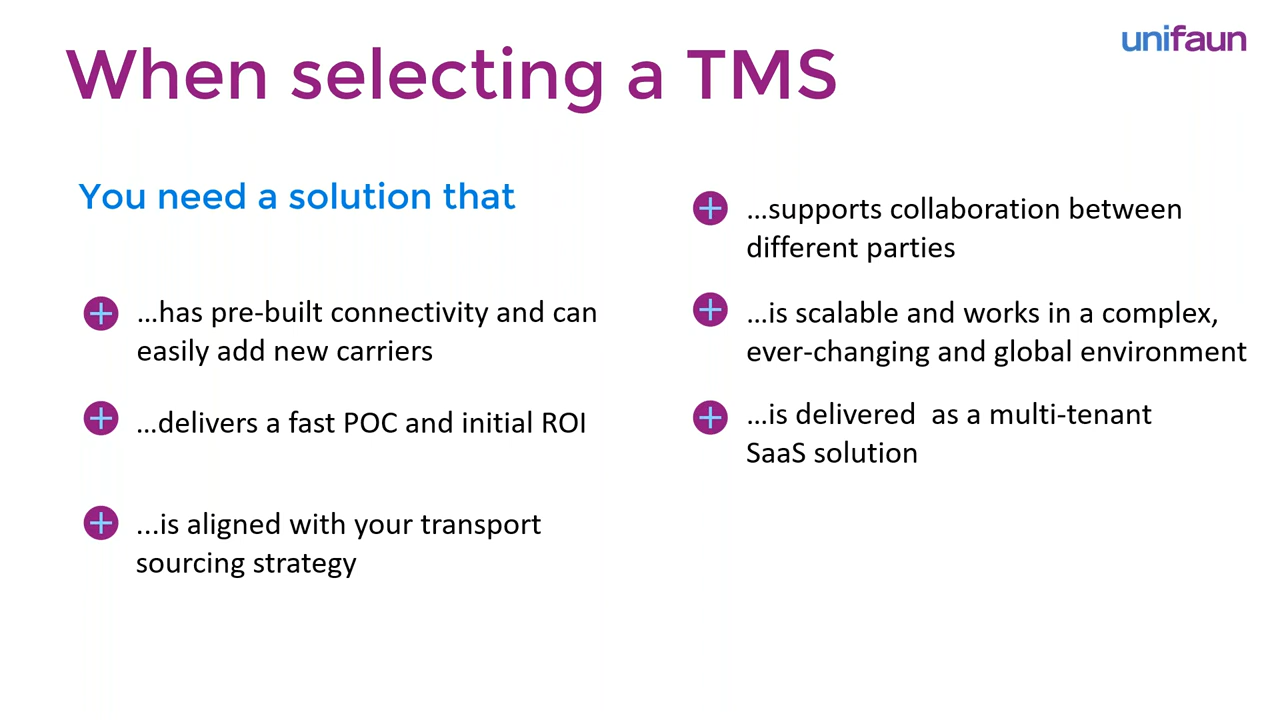 unifaun
When selecting a TMS
You need a solution that
...has pre-built connectivity and can
easily add new carriers
...delivers a fast POC and initial ROI
...is aligned with your transport
sourcing strategy
...supports collaboration between
different parties
...is scalable and works in a complex,
ever-changing and global environment
...is delivered  as a multi-tenant
SaaS solution